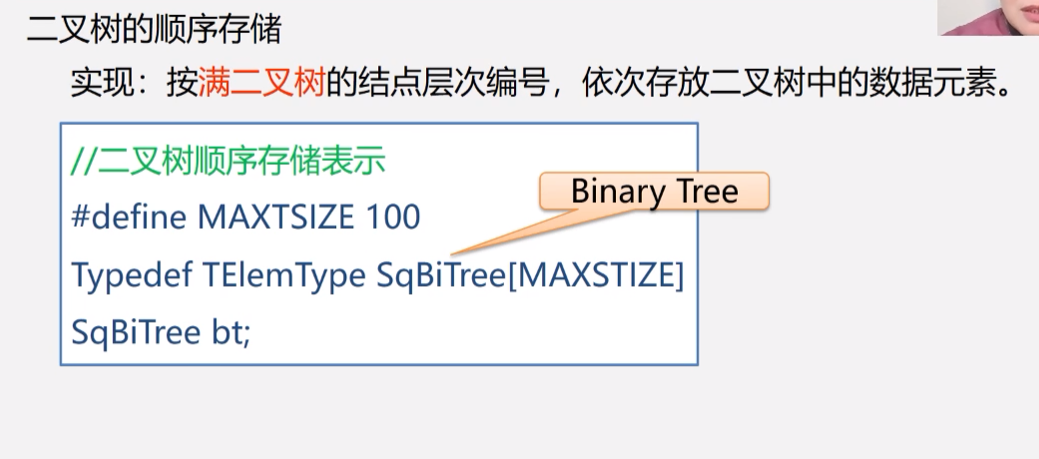 二叉树的顺序存储
实现：按满二叉树的结点层次编号，依次存放二叉树中的数据元素。
//二叉树顺序存储表示
Binary Tree
#define MAXTSIZE 100
Typedef TElemType SqBiTree[MAXSTIZE]
SqBiTree bt;